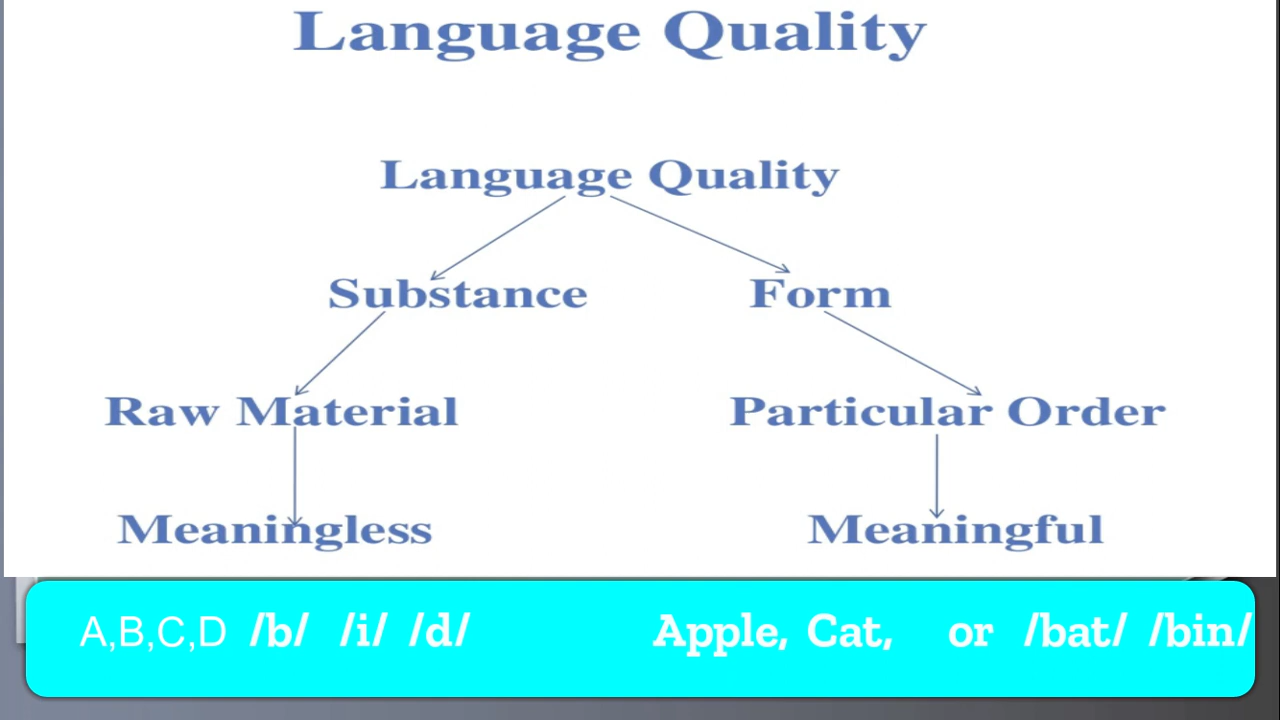 Language Quality
Language Quality
Substance Form
Raw Material Particular Order
Meaningless Meaningful
A,B,C,D /b/ /i/ /d/ Apple, Cat, or /bat/ /bin/